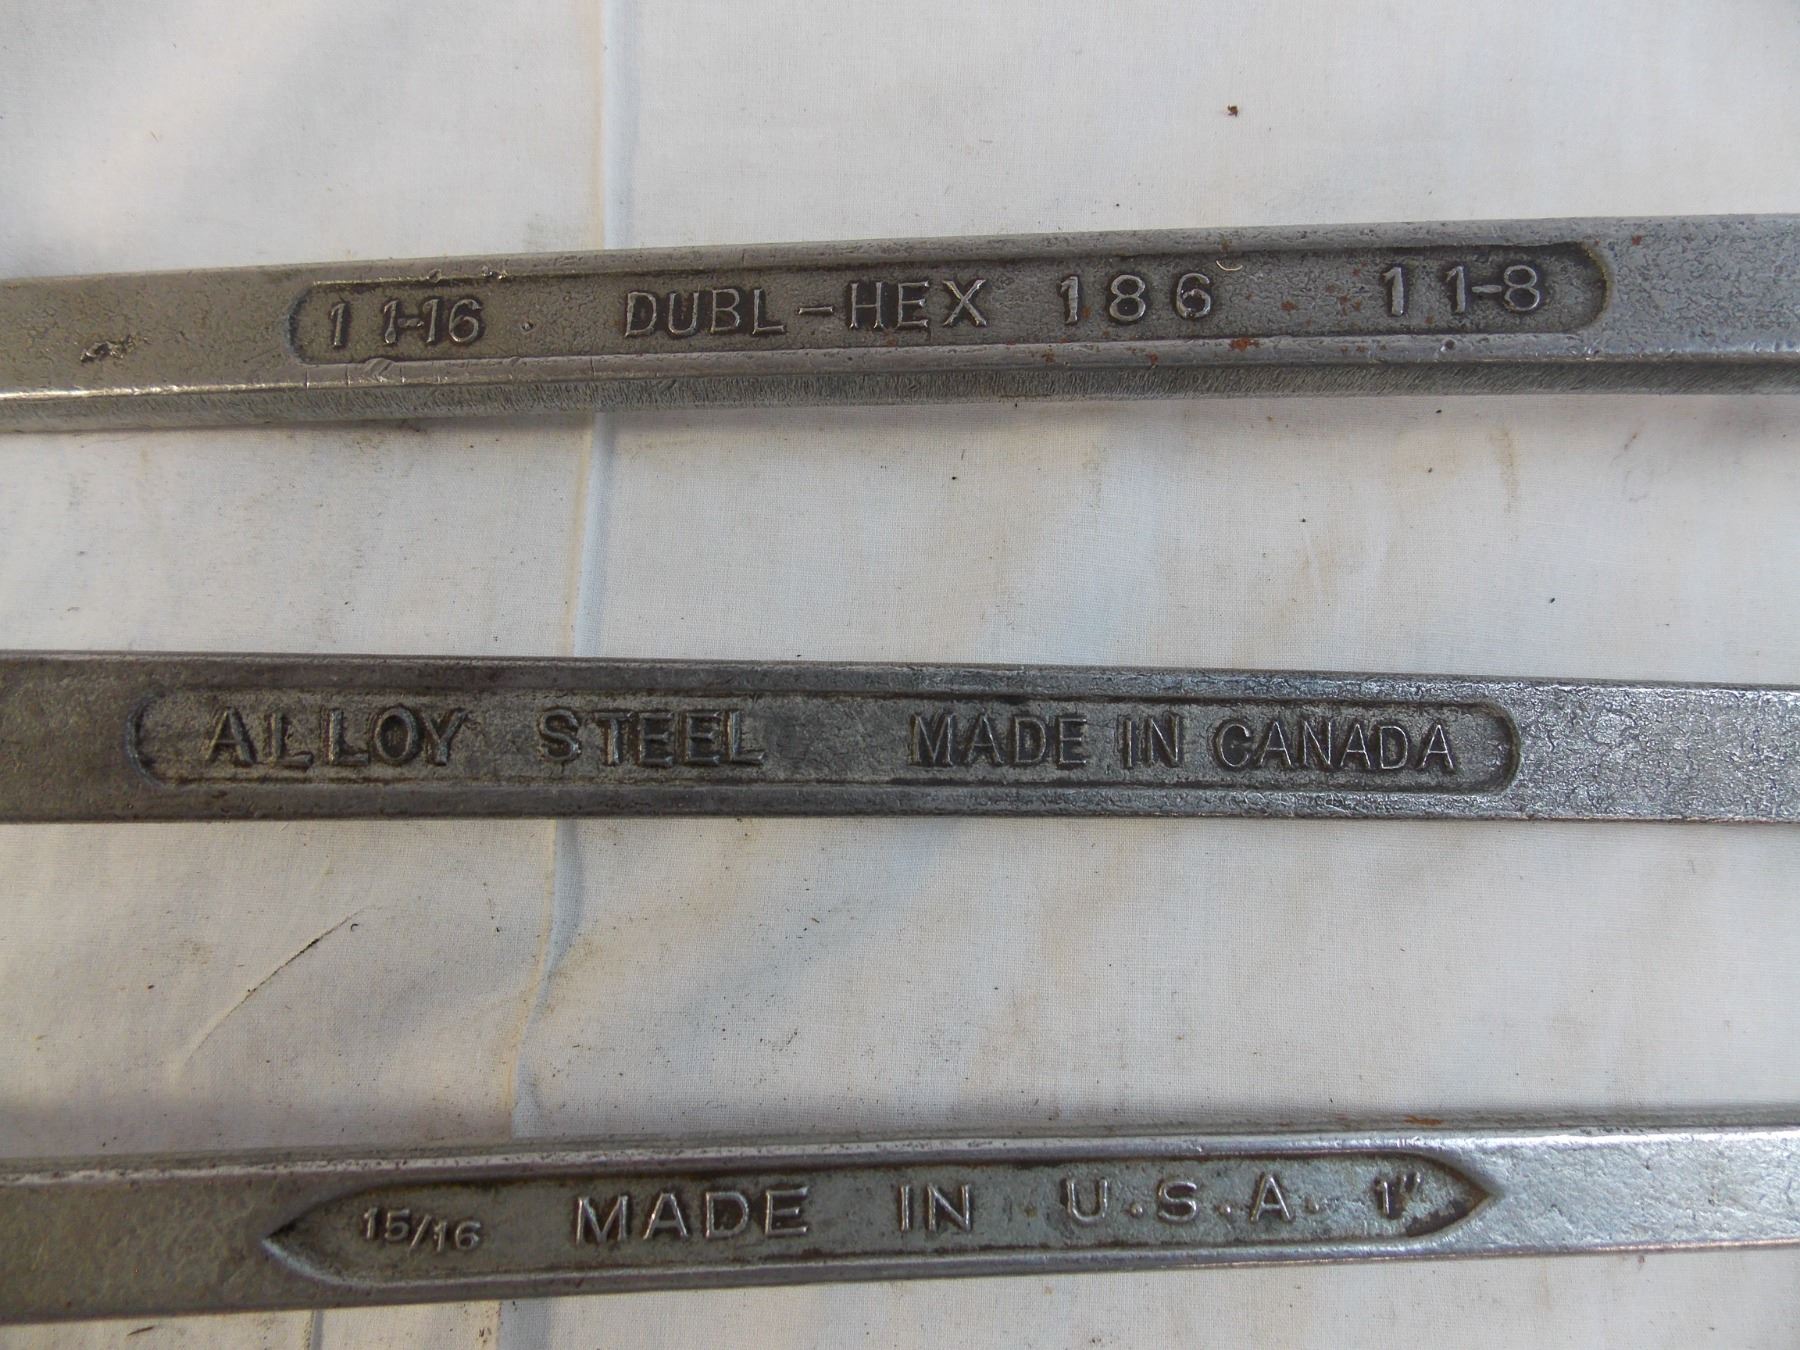 1 1-16 DUBL-HEX 186 1 1-8
ALLOY STEEL MADE IN CANADA
15/16 MADE IN U.S.A. 1"